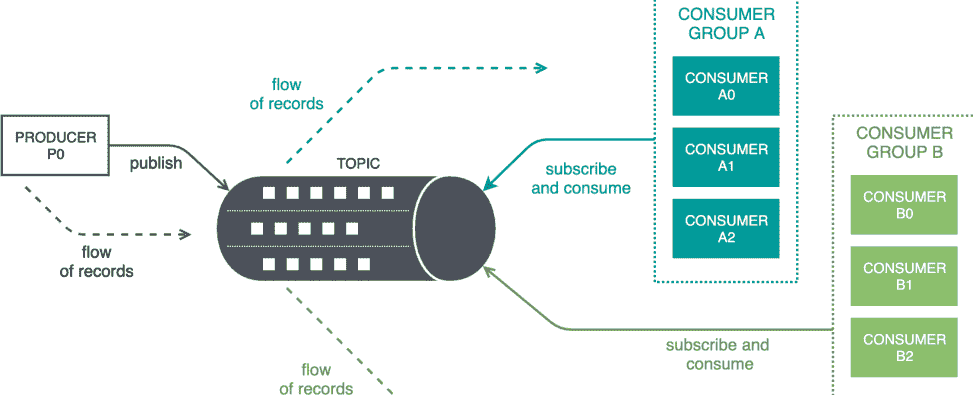 PRODUCER
P0
publish
flow
of records
flow
of records
TOPIC
flow
of records
subscribe
and consume
CONSUMER
GROUP A
CONSUMER
A0
CONSUMER
A1
CONSUMER
A2
subscribe and
consume
CONSUMER
GROUP B
CONSUMER
B0
CONSUMER
B1
CONSUMER
B2